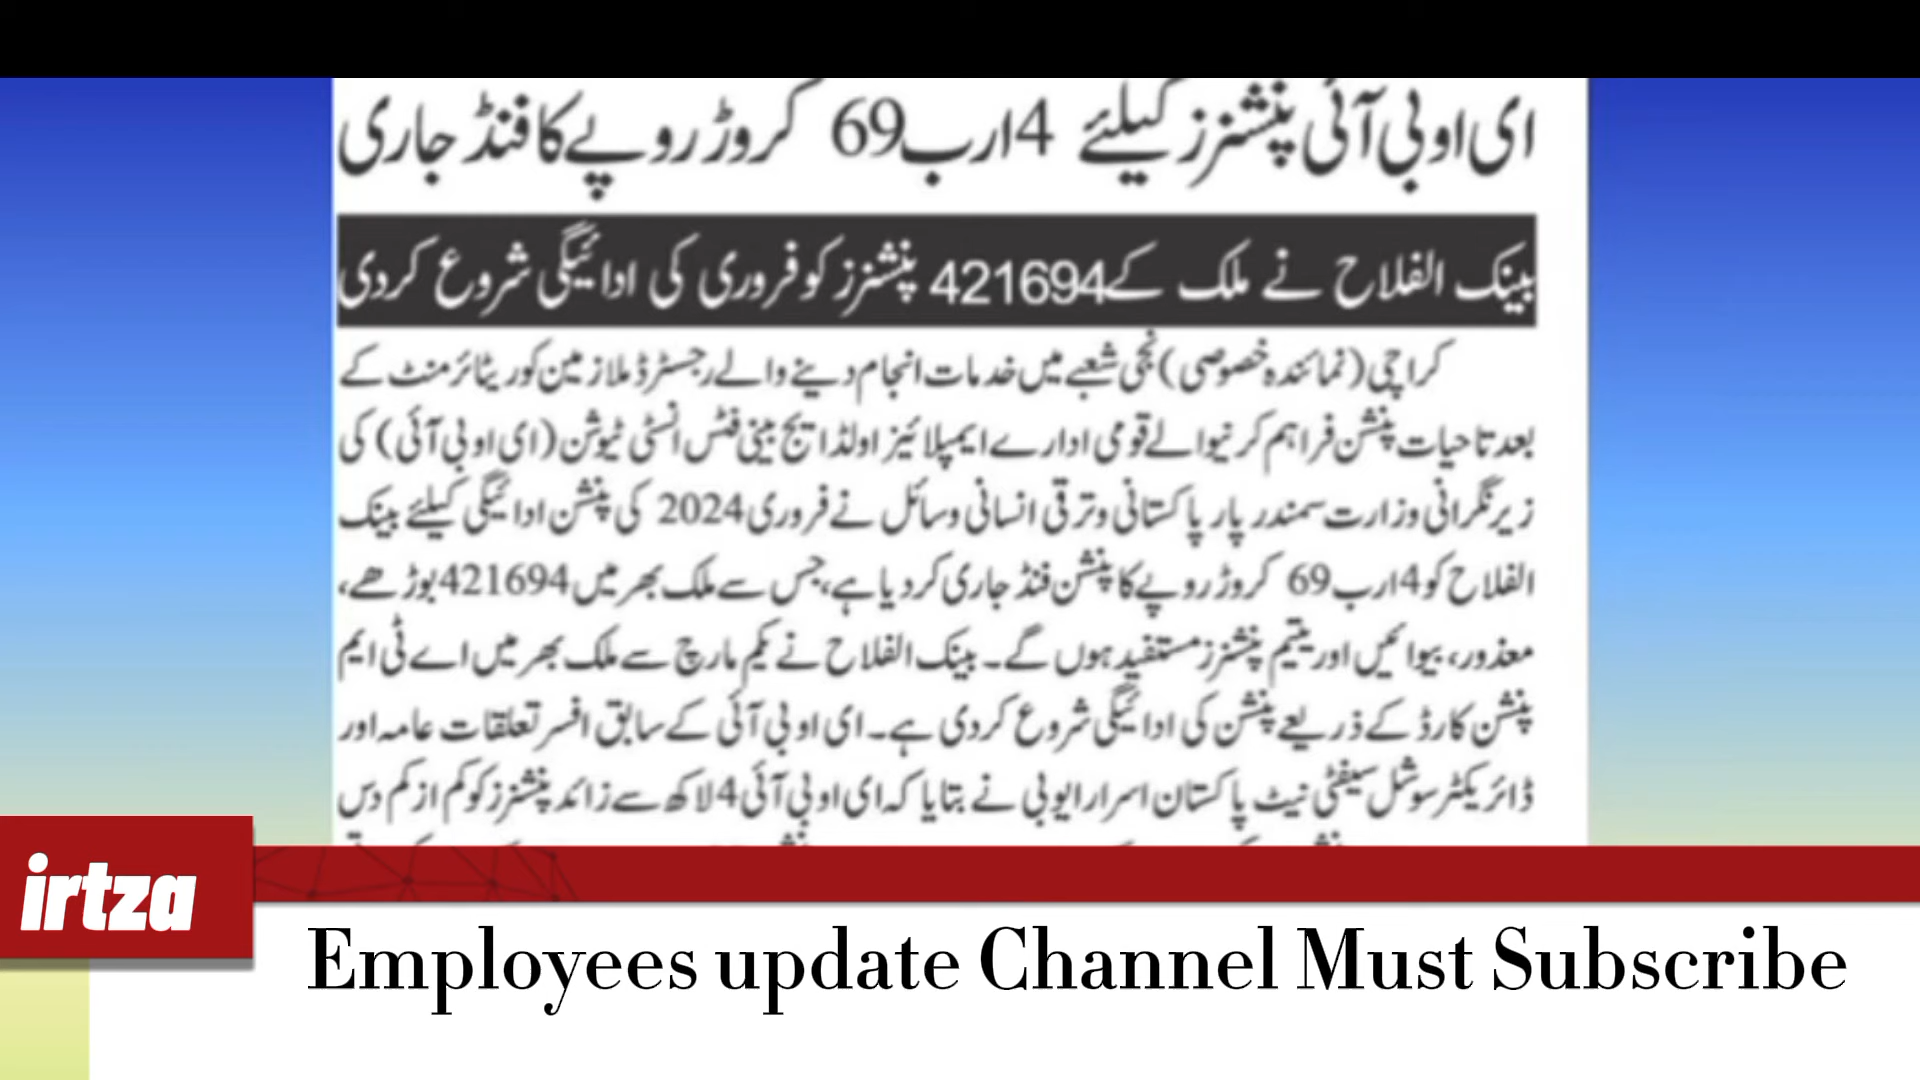 ای او بی آئی پنشنرز کیلئے 4 ارب 69 کروڑ روپے کا فنڈ جاری
بینک الفلاح نے ملک کے 421694 پنشنرز کو فروری کی ادائیگی شروع کردی
کراچی (نمائندہ خصوصی) نجی شعبے میں خدمات انجام دینے والے رجسٹرڈ ملازمین کو ریٹائرمنٹ کے
بعد تاحیات پنشن فراہم کرنیوالے قومی ادارے ایمپلائیز اولڈ ایج بینی فٹس انسٹی ٹیوشن (ای او بی آئی) کی
زیرنگرانی وزارت سمندر پار پاکستانی و ترقی انسانی وسائل نے فروری 2024 کی پنشن ادائیگی کیلئے بینک
الفلاح کو 4 ارب 69 کروڑ روپے کا پنشن فنڈ جاری کر دیا ہے، جس سے ملک بھر میں 421694 بوڑھے،
معذور، بیوائیں اور یتیم پنشنرز مستفید ہوں گے۔ بینک الفلاح نے یکم مارچ سے ملک بھر میں اے ٹی ایم
پنشن کارڈ کے ذریعے پنشن کی ادائیگی شروع کردی ہے۔ ای او بی آئی کے سابق افسر تعلقات عامہ اور
ڈائریکٹر سوشل سیفٹی نیٹ پاکستان اسرار ایوبی نے بتایا کہ ای او بی آئی 4 لاکھ سے زائد پنشنرز کو کم از کم دس
irtza
Employees update Channel Must Subscribe